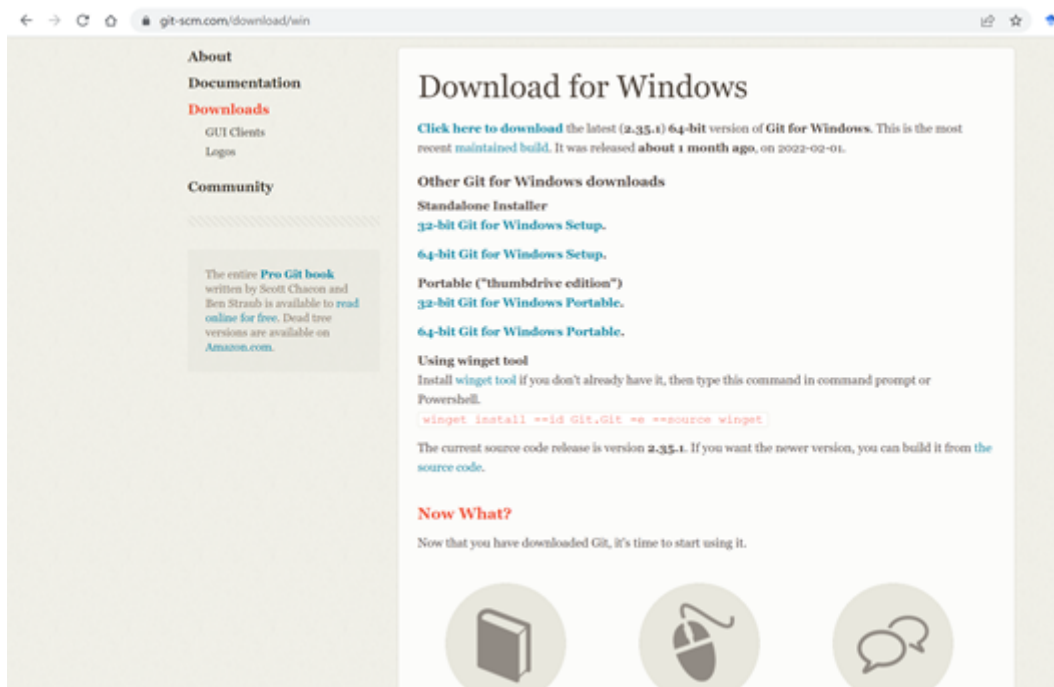 git-scm.com/download/win
About
Documentation
Downloads
GUI Clients
Logos
Community
The entire Pro Git book
written by Scott Chacon and
Ben Straub is available to read
online for free. Dead tree
versions are available on
Amazon.com.
Download for Windows
Click here to download the latest (2.35.1) 64-bit version of Git for Windows. This is the most
recent maintained build. It was released about 1 month ago, on 2022-02-01.
Other Git for Windows downloads
Standalone Installer
32-bit Git for Windows Setup.
64-bit Git for Windows Setup.
Portable ("thumbdrive edition")
32-bit Git for Windows Portable.
64-bit Git for Windows Portable.
Using winget tool
Install winget tool if you don't already have it, then type this command in command prompt or
Powershell.
winget install --id Git.Git -e --source winget
The current source code release is version 2.35.1. If you want the newer version, you can build it from the
source code.
Now What?
Now that you have downloaded Git, it's time to start using it.